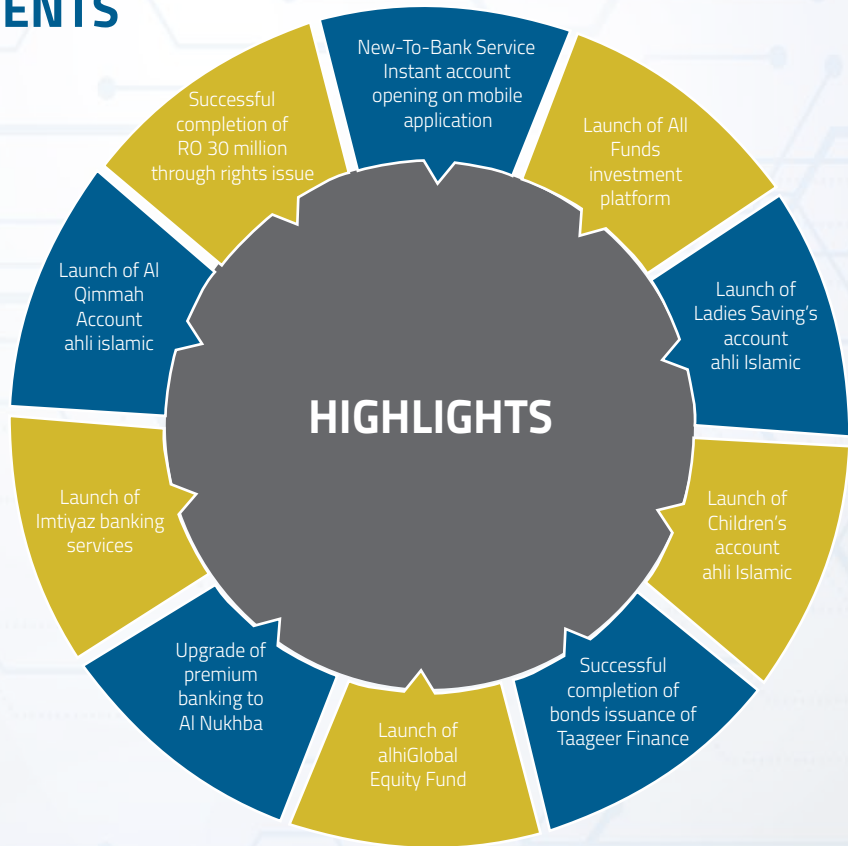 ENTS
New-To-Bank Service
Instant account
opening on mobile
application
Launch of All
Funds
investment
platform
Launch of
Ladies Saving's
account
ahli Islamic
Launch of
Children's
account
ahli Islamic
Successful
completion of
bonds issuance of
Taageer Finance
Launch of
alhiGlobal
Equity Fund
Upgrade of
premium
banking to
Al Nukhba
Launch of
Imtiyaz banking
services
Launch of Al
Qimmah
Account
ahli islamic
Successful
completion of
RO 30 million
through rights issue
HIGHLIGHTS